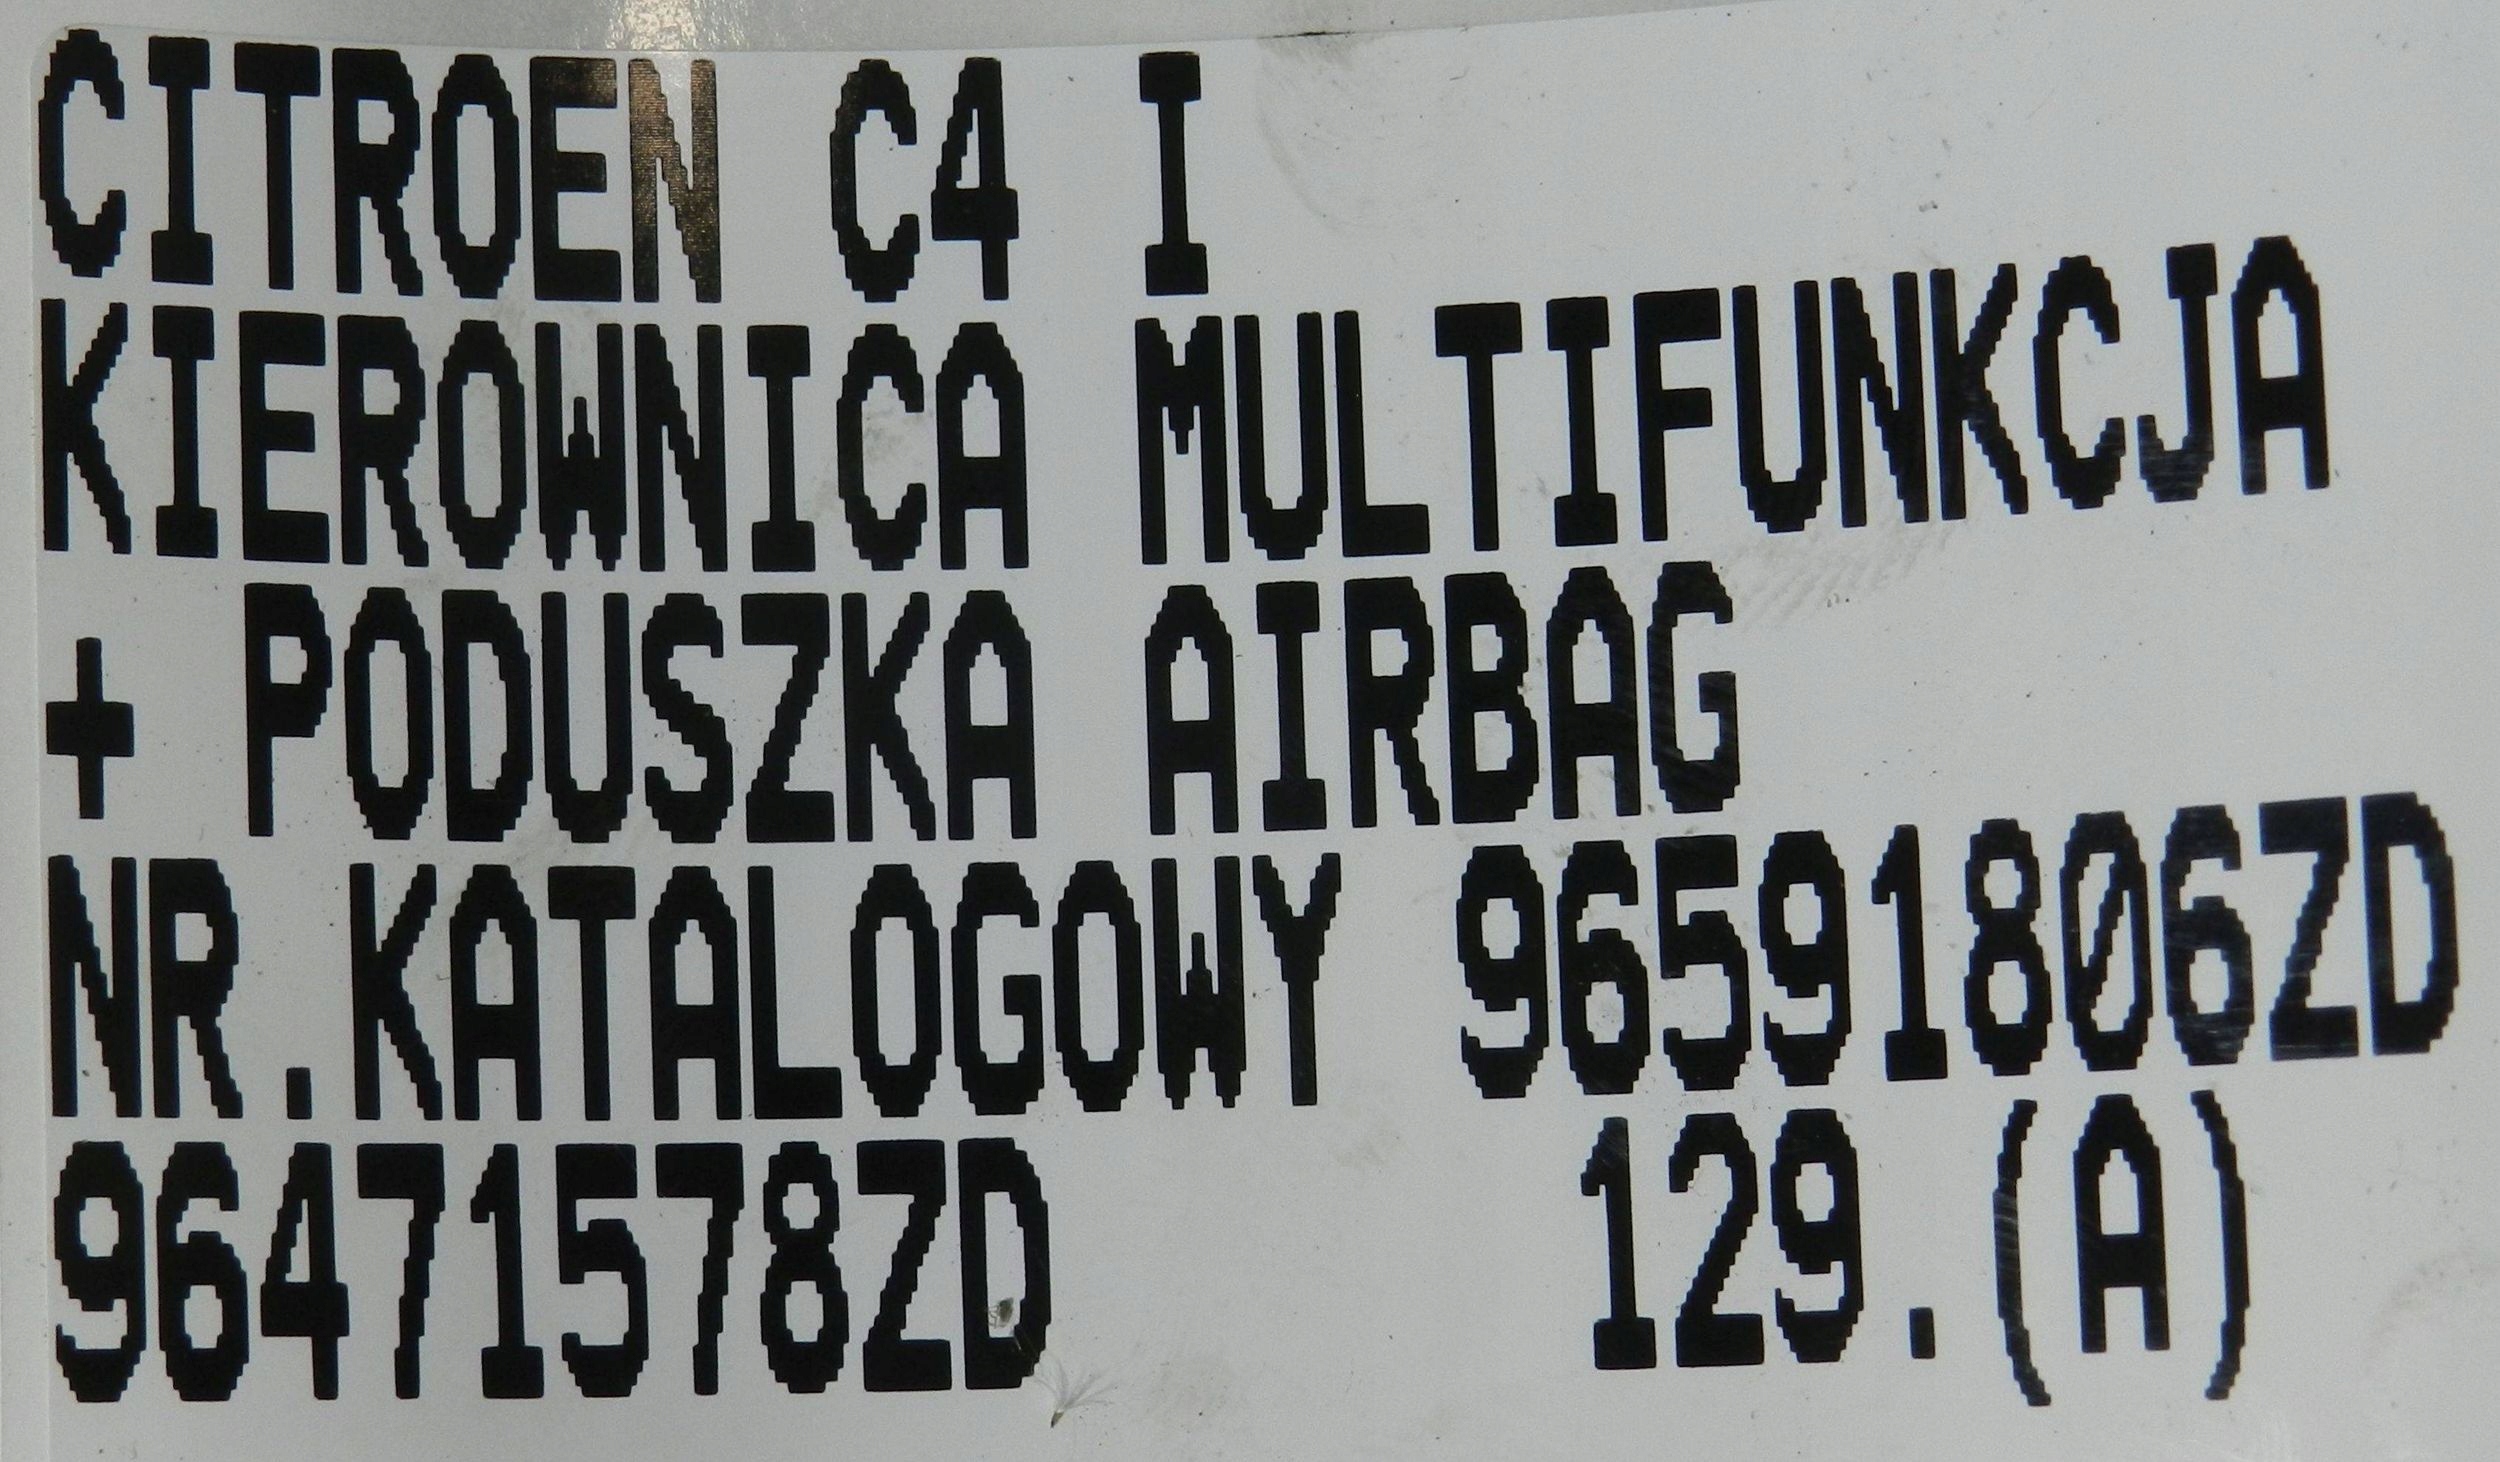 CITROEN C4 I
KIEROWNICA MULTIFUNKCJA
+ PODUSZKA AIRBAG
NR.KATALOGOWY 96591806ZD
96471578ZD 129.(A)